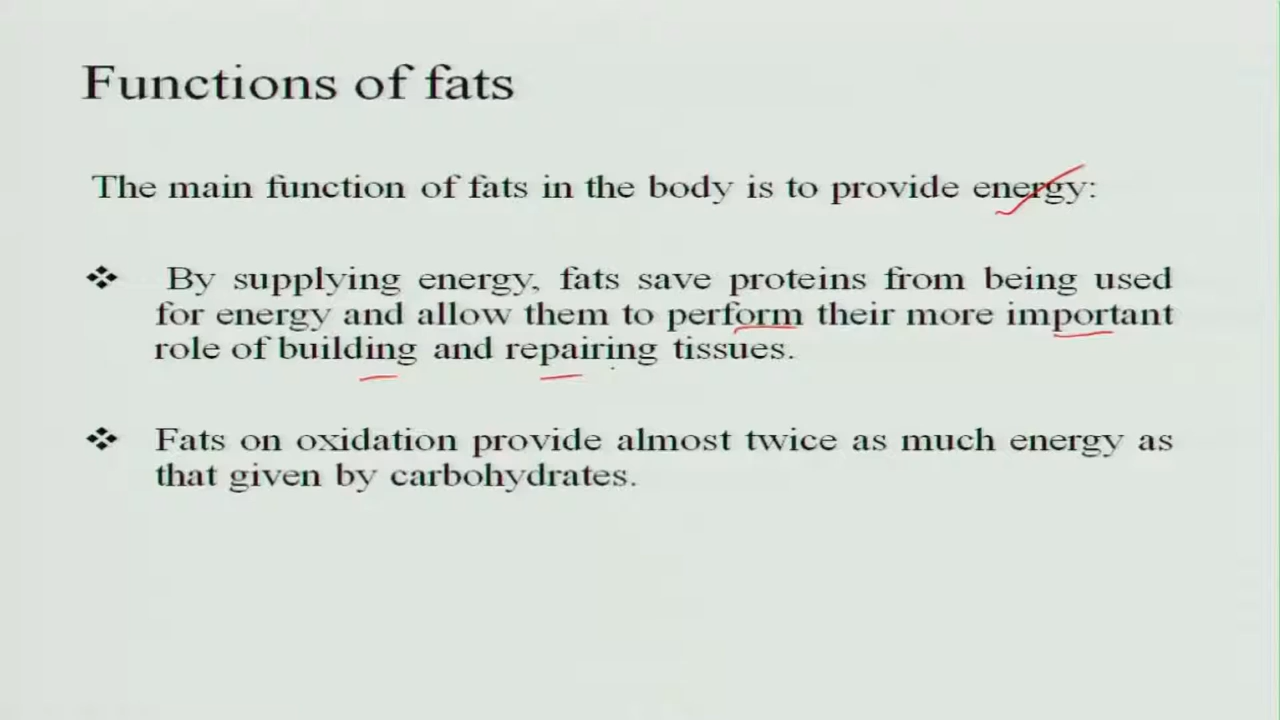 Functions of fats
The main function of fats in the body is to provide energy:
❖ By supplying energy, fats save proteins from being used
for energy and allow them to perform their more important
role of building and repairing tissues.
❖ Fats on oxidation provide almost twice as much energy as
that given by carbohydrates.